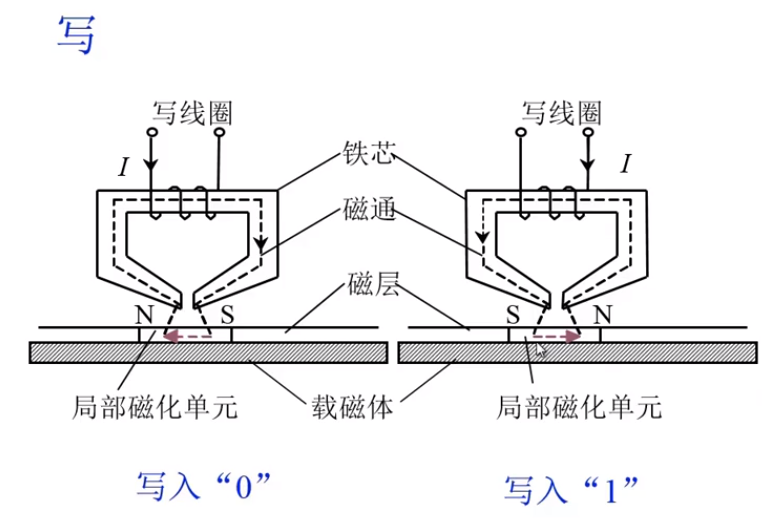 写
写线圈 写线圈
I 铁芯 I
磁通
磁层
N S S N
局部磁化单元 载磁体 局部磁化单元
写入“0” 写入“1”